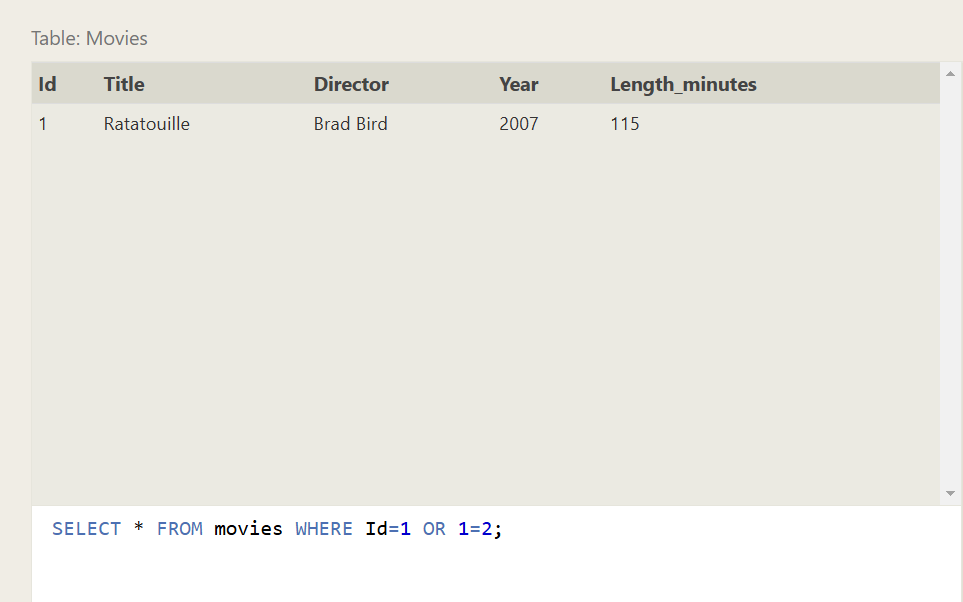 Table: Movies
Id Title Director Year Length_minutes
1 Ratatouille Brad Bird 2007 115
SELECT * FROM movies WHERE Id=1 OR 1=2;